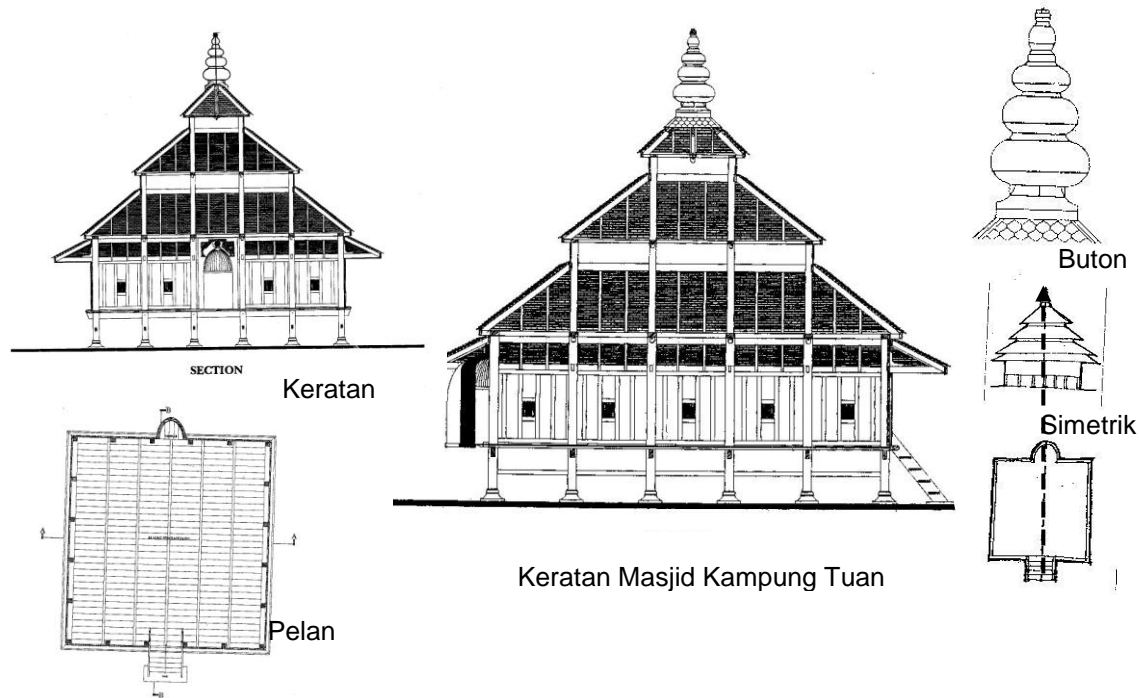 SECTION
Keratan
Buton
Simetrik
Pelan
Keratan Masjid Kampung Tuan
A
A
B
B